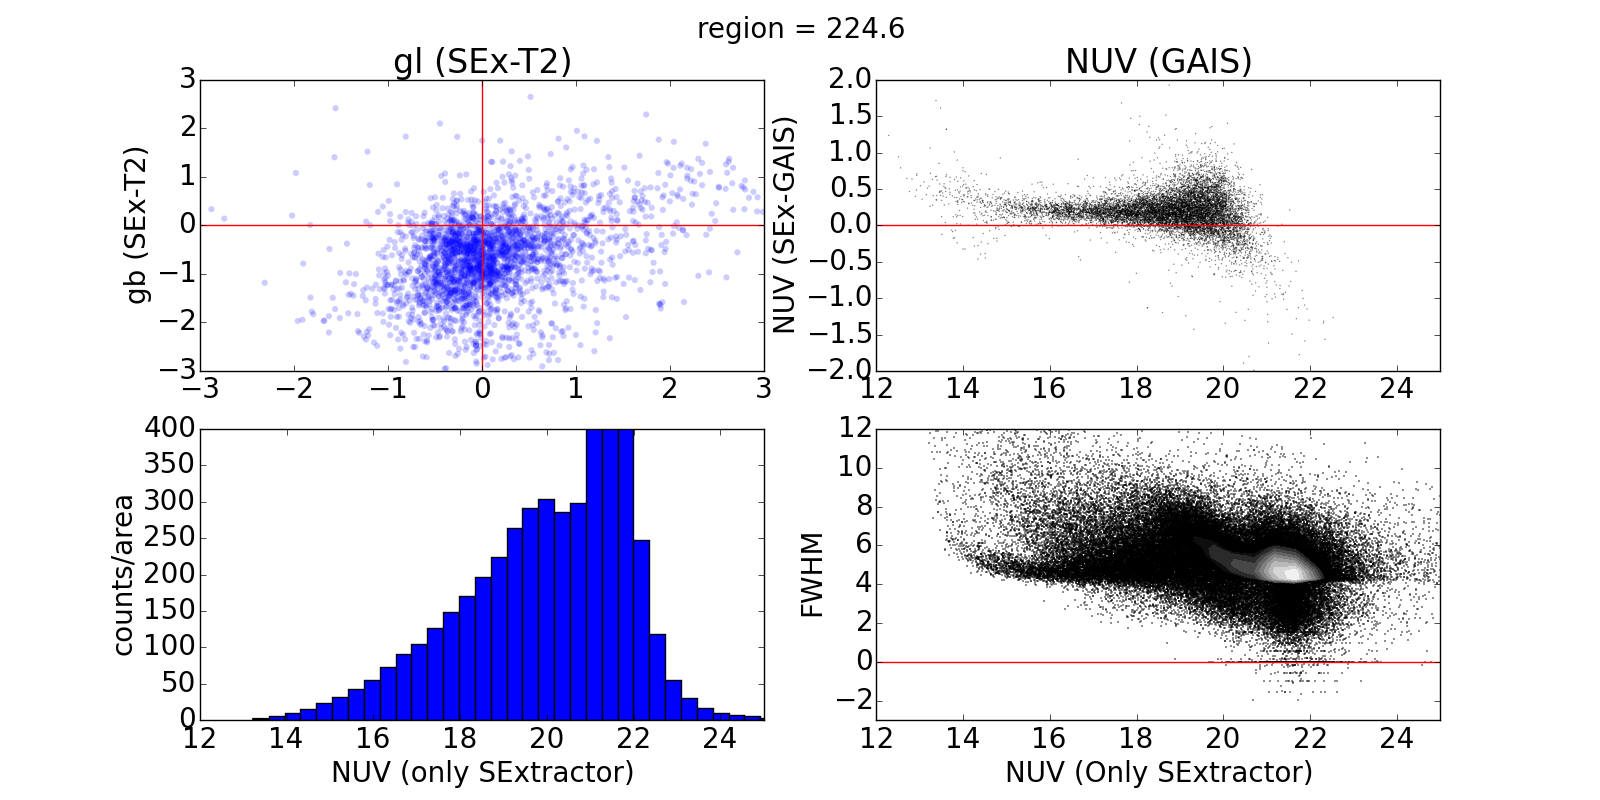 region = 224.6
gl (SEx-T2)
NUV (GAIS)
3
2
1
0
−1
−2
−3
gb (SEx-T2)
−3 −2 −1 0 1 2 3
2.0
1.5
1.0
0.5
0.0
−0.5
−1.0
−1.5
−2.0
NUV (SEx-GAIS)
12 14 16 18 20 22 24
400
350
300
250
200
150
100
50
0
counts/area
12 14 16 18 20 22 24
NUV (only SExtractor)
12
10
8
6
4
2
0
−2
FWHM
12 14 16 18 20 22 24
NUV (Only SExtractor)